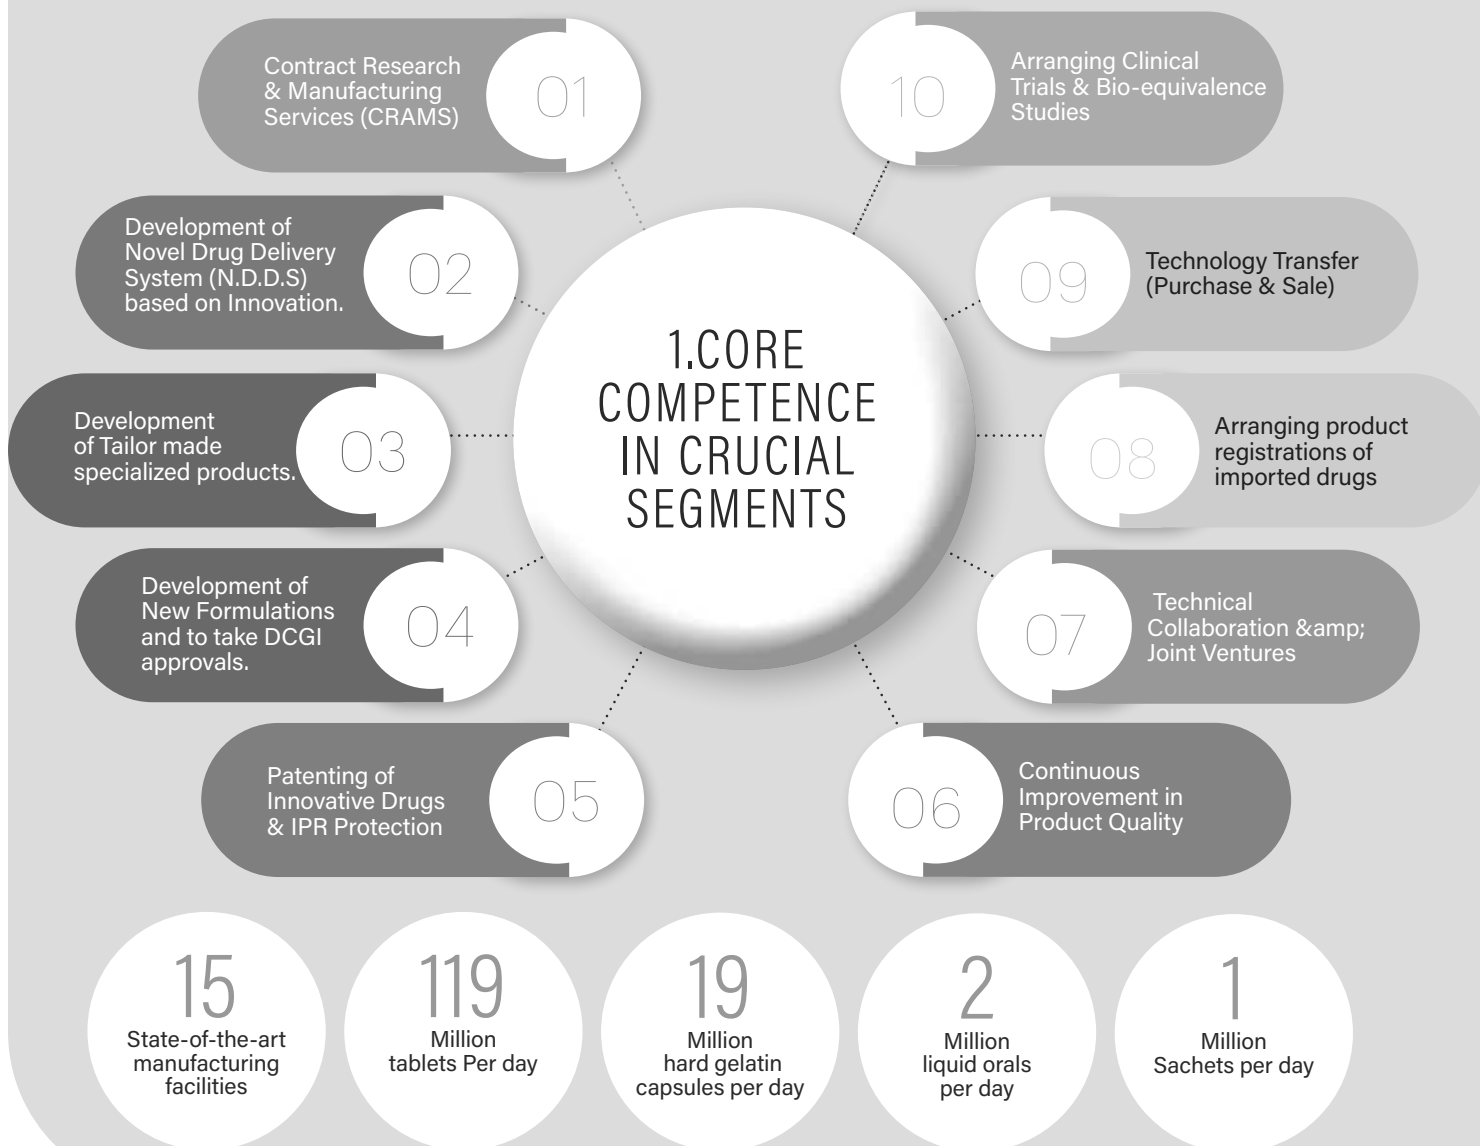 01
Contract Research
& Manufacturing
Services (CRAMS)
02
Development of
Novel Drug Delivery
System (N.D.D.S)
based on Innovation.
03
Development
of Tailor made
specialized products.
04
Development of
New Formulations
and to take DCGI
approvals.
05
Patenting of
Innovative Drugs
& IPR Protection
1.CORE
COMPETENCE
IN CRUCIAL
SEGMENTS
10
Arranging Clinical
Trials & Bio-equivalence
Studies
09
Technology Transfer
(Purchase & Sale)
08
Arranging product
registrations of
imported drugs
07
Technical
Collaboration &amp;
Joint Ventures
06
Continuous
Improvement in
Product Quality
15
State-of-the-art
manufacturing
facilities
119
Million
tablets Per day
19
Million
hard gelatin
capsules per day
2
Million
liquid orals
per day
1
Million
Sachets per day